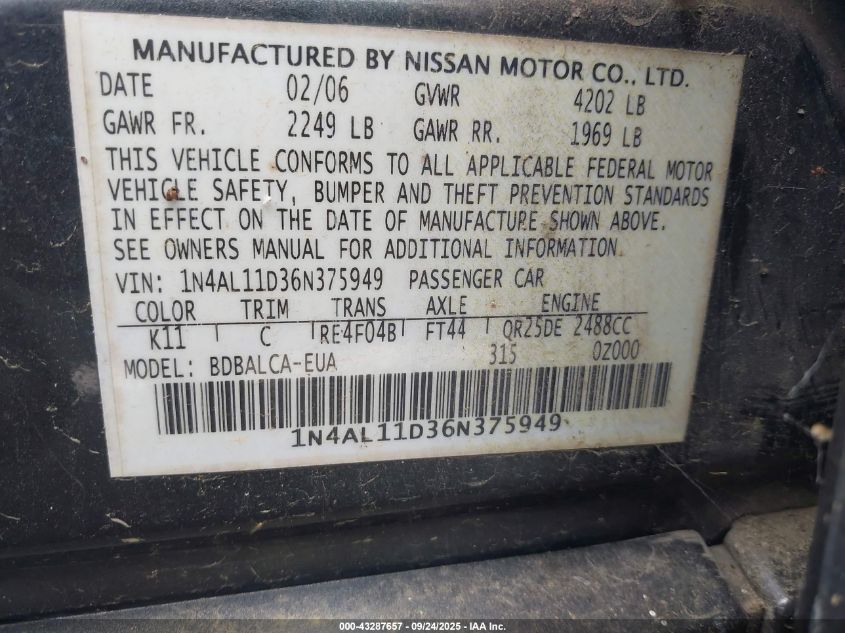 MANUFACTURED BY NISSAN MOTOR CO., LTD.
DATE 02/06 GVWR 4202 LB
GAWR FR. 2249 LB GAWR RR. 1969 LB
THIS VEHICLE CONFORMS TO ALL APPLICABLE FEDERAL MOTOR
VEHICLE SAFETY, BUMPER AND THEFT PREVENTION STANDARDS
IN EFFECT ON THE DATE OF MANUFACTURE SHOWN ABOVE.
SEE OWNERS MANUAL FOR ADDITIONAL INFORMATION
VIN: 1N4AL11D36N375949 PASSENGER CAR
COLOR TRIM TRANS AXLE ENGINE
K11 C RE4F04B FT44 QR25DE 2488CC
MODEL: BDBALCA-EUA 315 0Z000
1N4AL11D36N375949
000-43287657 - 09/24/2025 - IAA Inc.